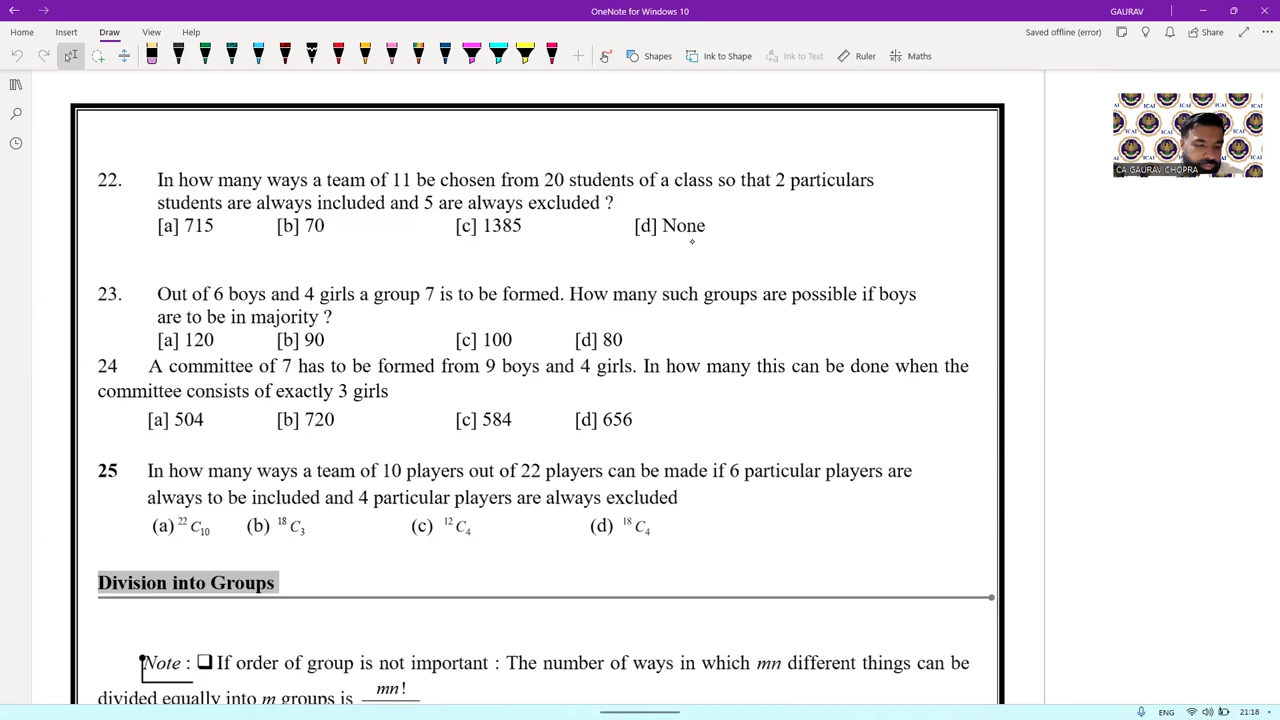 OneNote for Windows 10
GAURAV
Home Insert Draw View Help
Saved offline (error) Share
Shapes Ink to Shape Ink to Text Ruler Maths
ICAI
CA GAURAV CHOPRA
22. In how many ways a team of 11 be chosen from 20 students of a class so that 2 particulars
students are always included and 5 are always excluded ?
[a] 715 [b] 70 [c] 1385 [d] None
23. Out of 6 boys and 4 girls a group 7 is to be formed. How many such groups are possible if boys
are to be in majority ?
[a] 120 [b] 90 [c] 100 [d] 80
24 A committee of 7 has to be formed from 9 boys and 4 girls. In how many this can be done when the
committee consists of exactly 3 girls
[a] 504 [b] 720 [c] 584 [d] 656
25 In how many ways a team of 10 players out of 22 players can be made if 6 particular players are
always to be included and 4 particular players are always excluded
(a) ²²C₁₀ (b) ¹⁸C₃ (c) ¹²C₄ (d) ¹⁸C₄
Division into Groups
Note : ❑ If order of group is not important : The number of ways in which mn different things can be
divided equally into m groups is mn!
ENG 21:18